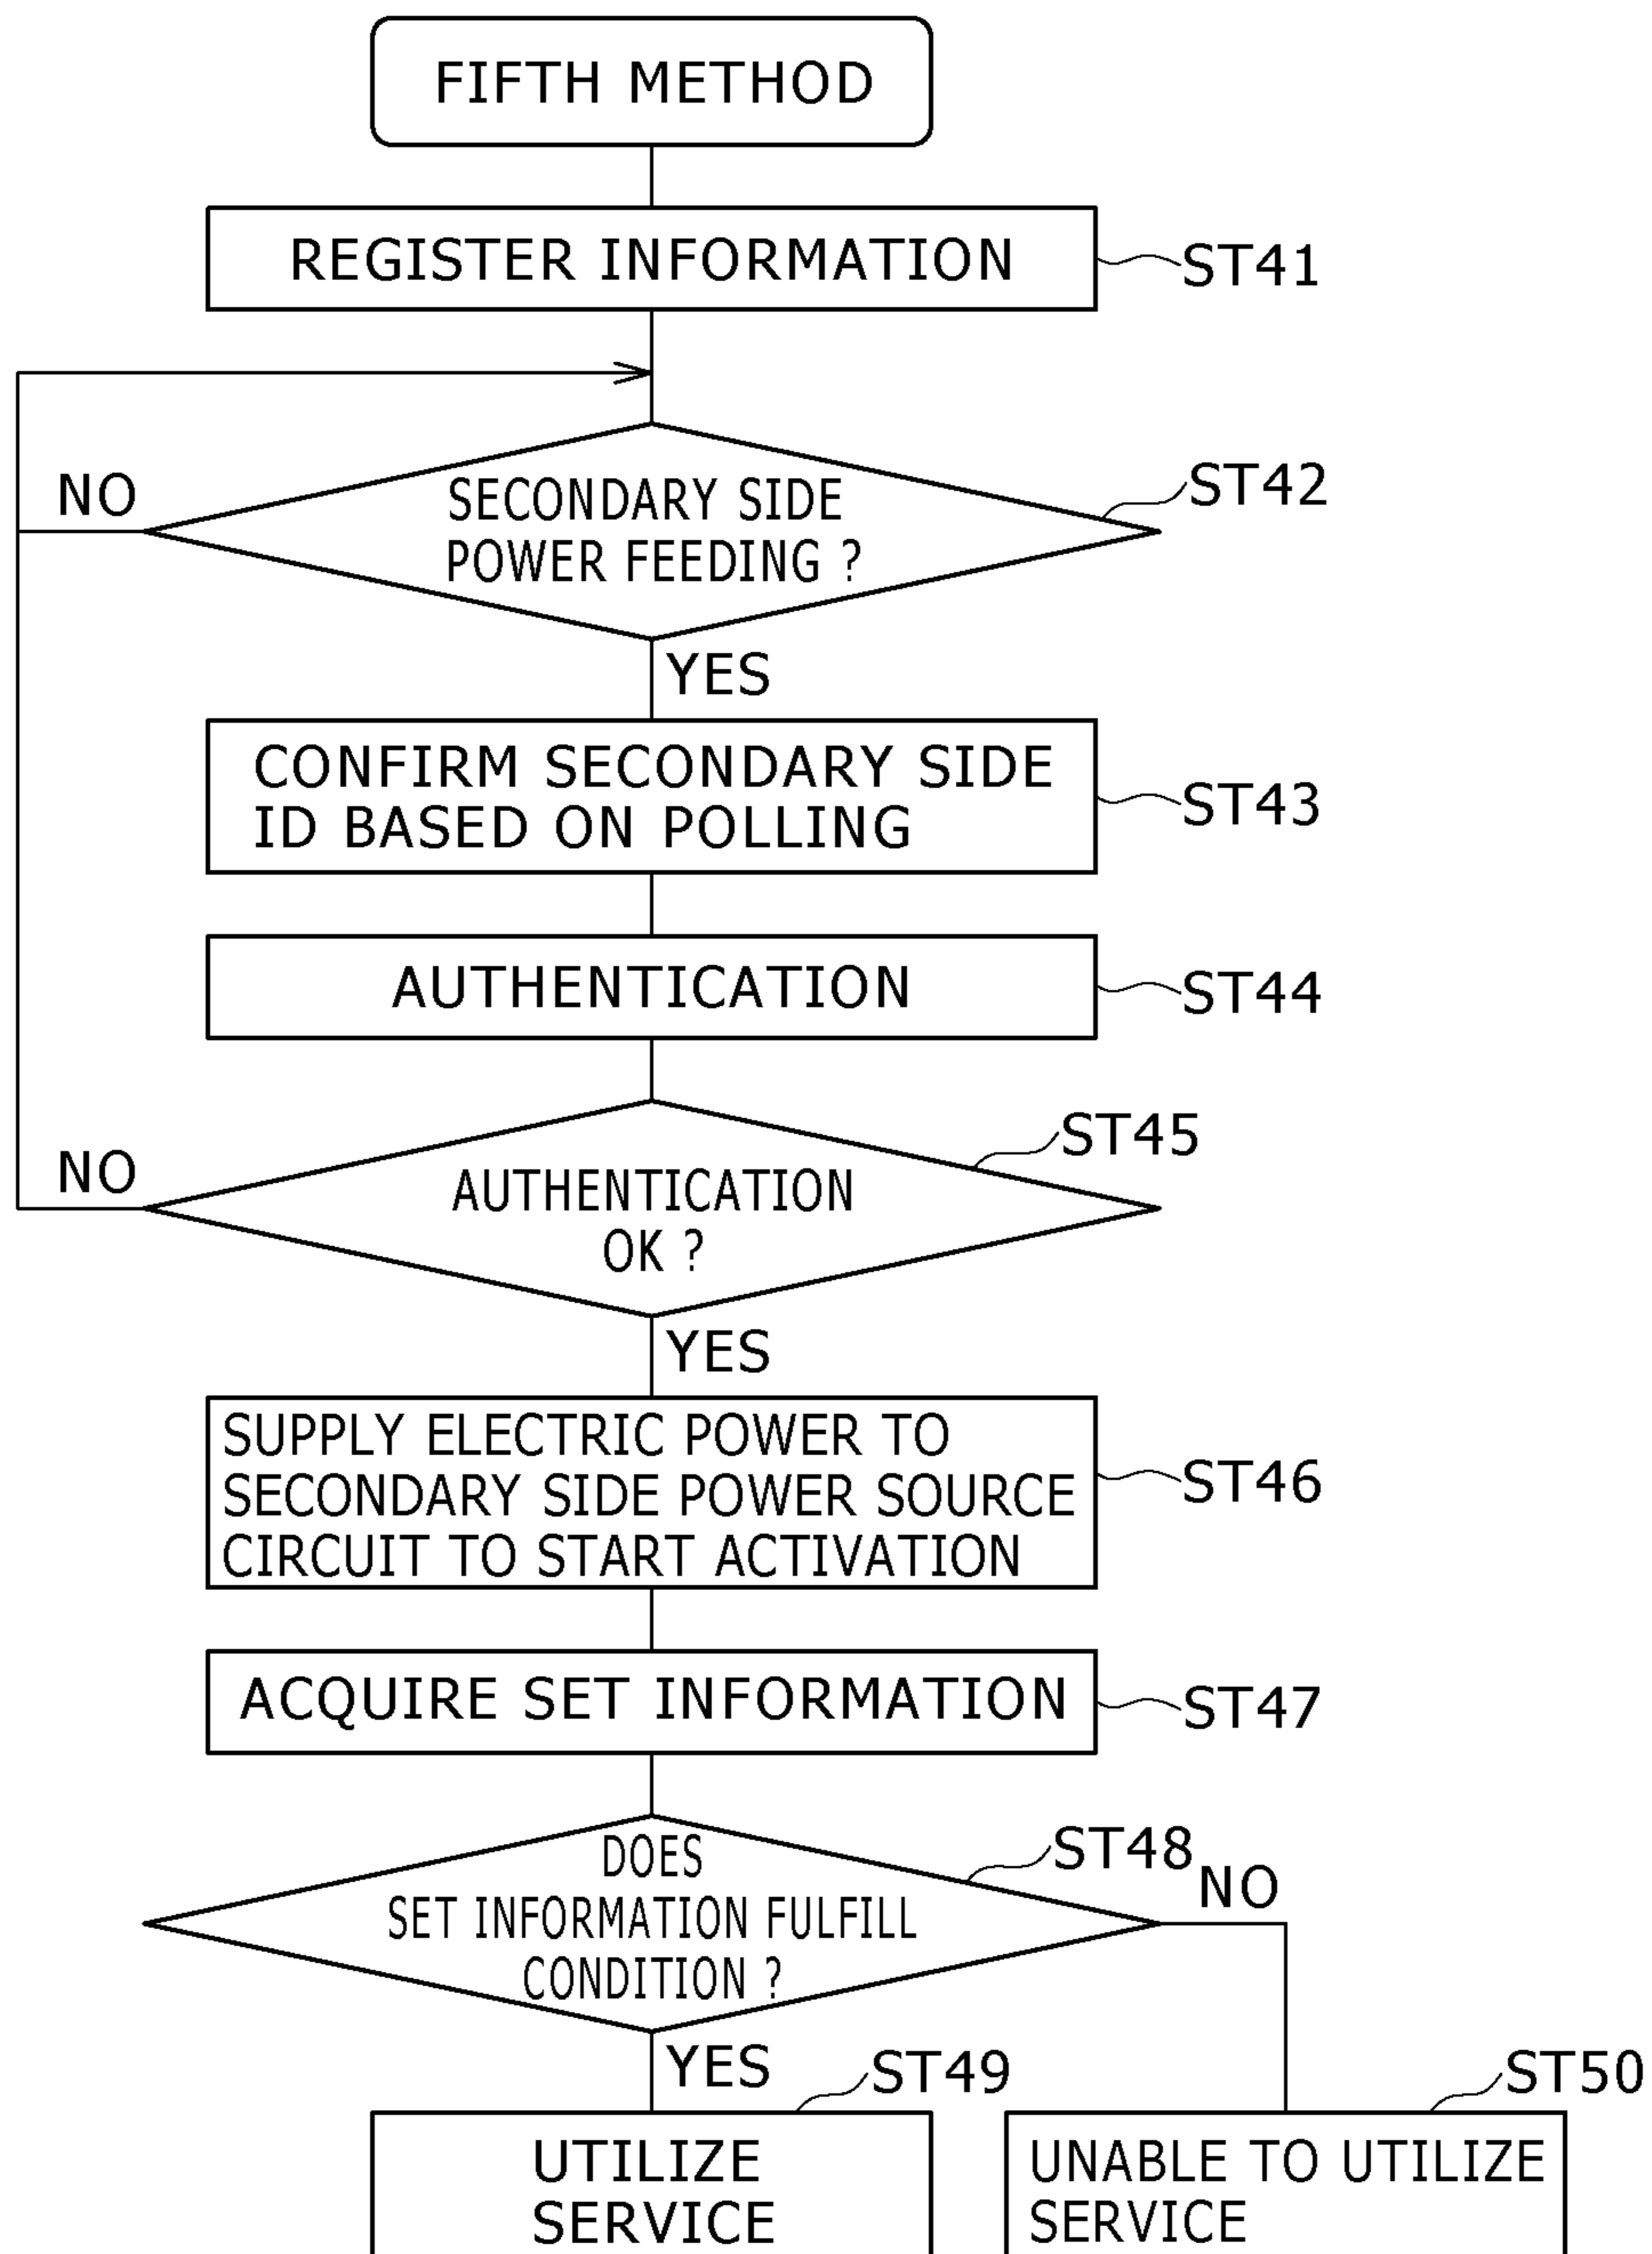 FIFTH METHOD
REGISTER INFORMATION
ST41
NO
SECONDARY SIDE
POWER FEEDING ?
ST42
YES
CONFIRM SECONDARY SIDE
ID BASED ON POLLING
ST43
AUTHENTICATION
ST44
NO
AUTHENTICATION
OK ?
ST45
YES
SUPPLY ELECTRIC POWER TO
SECONDARY SIDE POWER SOURCE
CIRCUIT TO START ACTIVATION
ST46
ACQUIRE SET INFORMATION
ST47
DOES
SET INFORMATION FULFILL
CONDITION ?
ST48
NO
YES
ST49
UTILIZE
SERVICE
ST50
UNABLE TO UTILIZE
SERVICE